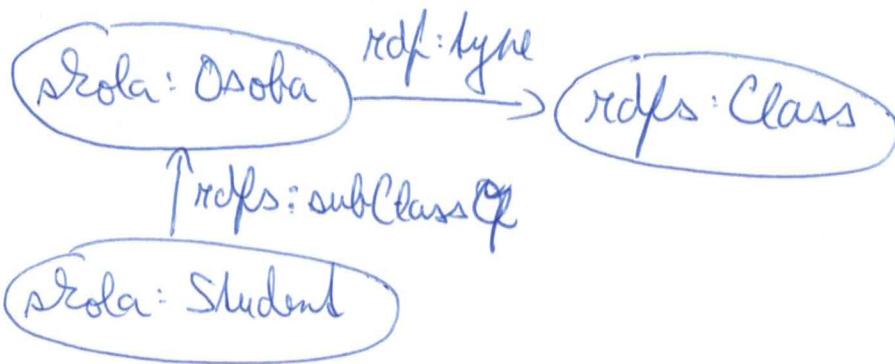 rdf:type
skola: Osoba
rdfs: Class
rdfs:subClassOf
skola: Student